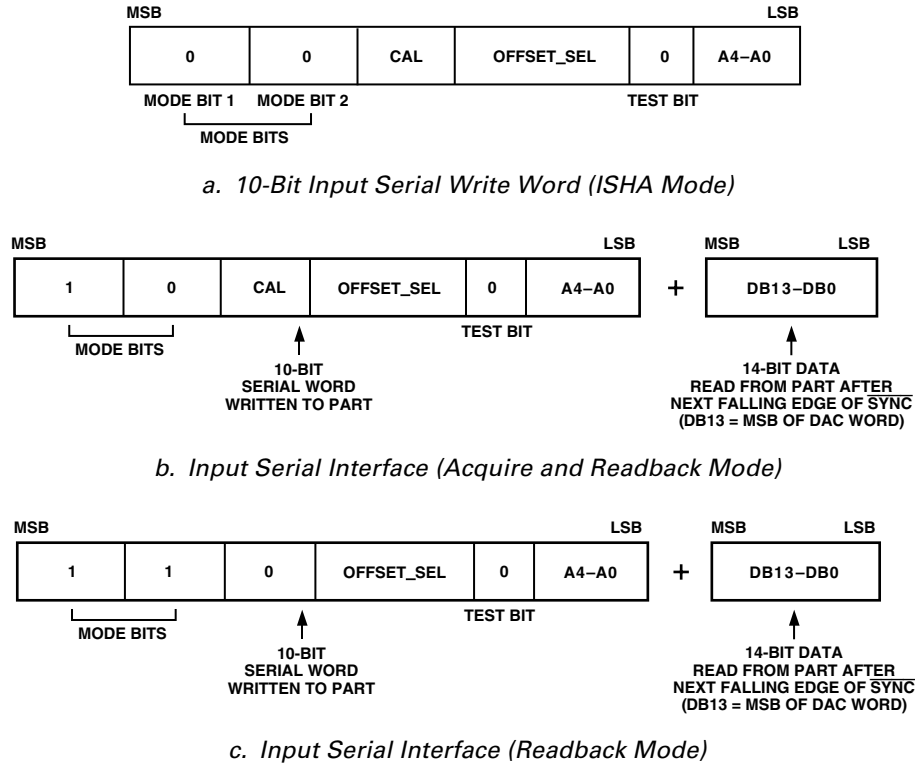 MSB LSB
0 0 CAL OFFSET_SEL 0 A4–A0
MODE BIT 1 MODE BIT 2 TEST BIT
MODE BITS
a. 10-Bit Input Serial Write Word (ISHA Mode)
MSB LSB MSB LSB
1 0 CAL OFFSET_SEL 0 A4–A0 + DB13–DB0
MODE BITS TEST BIT
10-BIT
SERIAL WORD
WRITTEN TO PART
14-BIT DATA
READ FROM PART AFTER
NEXT FALLING EDGE OF SYNC
(DB13 = MSB OF DAC WORD)
b. Input Serial Interface (Acquire and Readback Mode)
MSB LSB MSB LSB
1 1 0 OFFSET_SEL 0 A4–A0 + DB13–DB0
MODE BITS TEST BIT
10-BIT
SERIAL WORD
WRITTEN TO PART
14-BIT DATA
READ FROM PART AFTER
NEXT FALLING EDGE OF SYNC
(DB13 = MSB OF DAC WORD)
c. Input Serial Interface (Readback Mode)